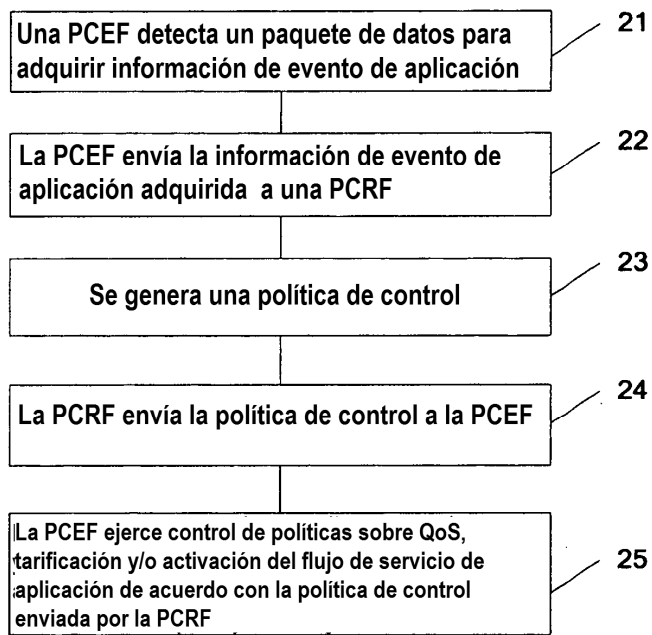 Una PCEF detecta un paquete de datos para
adquirir información de evento de aplicación
21
La PCEF envía la información de evento de
aplicación adquirida a una PCRF
22
Se genera una política de control
23
La PCRF envía la política de control a la PCEF
24
La PCEF ejerce control de políticas sobre QoS,
tarificación y/o activación del flujo de servicio de
aplicación de acuerdo con la política de control
enviada por la PCRF
25